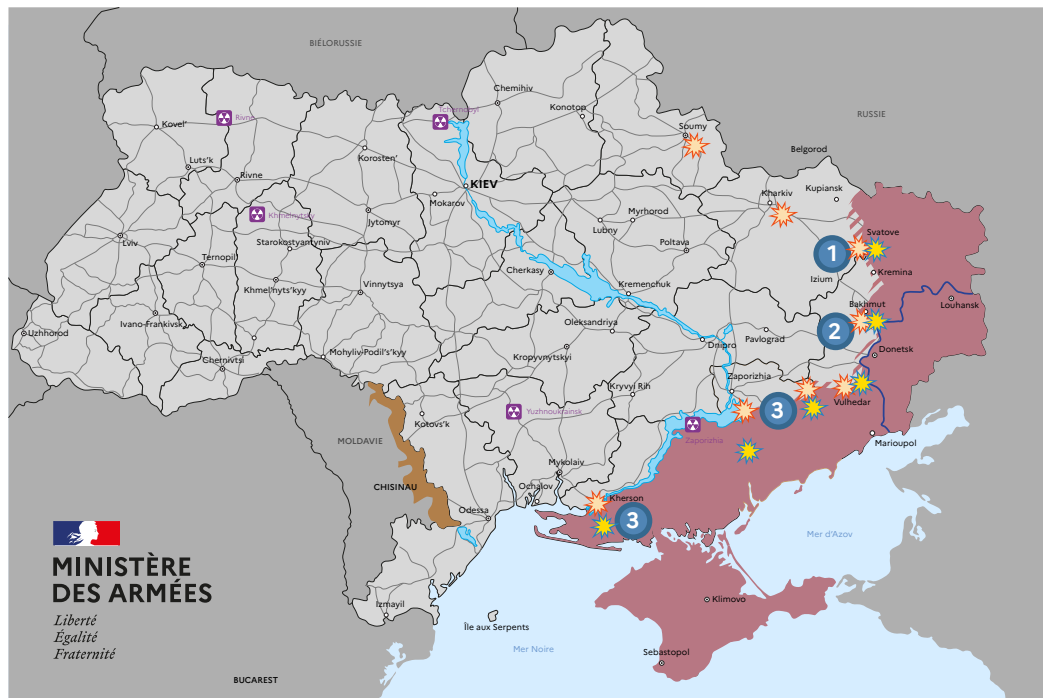 BIÉLORUSSIE
RUSSIE
Chernihiv
Konotop
Tchernobyl
Rivne
Kovel'
Soumy
Belgorod
Korosten'
Luts'k
Rivne
KIEV
Mokarov
Kharkiv
Kupiansk
Khmelnytsky
Jytomyr
Myrhorod
Lubny
Svatove
Lviv
Starokostyantyniv
Poltava
1
Ternopil
Cherkasy
Izium
Kremina
Khmel'nyts'kyy
Vinnytsya
Kremenchuk
Louhansk
Bakhmut
Uzhhorod
Ivano-Frankivsk
Oleksandriya
2
Pavlograd
Dnipro
Donetsk
Chernivtsi
Mohyliv-Podil's'kyy
Kropyvnytskyi
Zaporizhia
Kryvyi Rih
Vulhedar
3
Yuzhnoukrainsk
Kotovs'k
Zaporizhia
MOLDAVIE
Marioupol
Mykolaiv
CHISINAU
Ochalov
Kherson
3
Odessa
Mer d'Azov
MINISTÈRE
DES ARMÉES
Liberté
Égalité
Fraternité
Izmayil
Klimovo
Île aux Serpents
Mer Noire
Sebastopol
BUCAREST